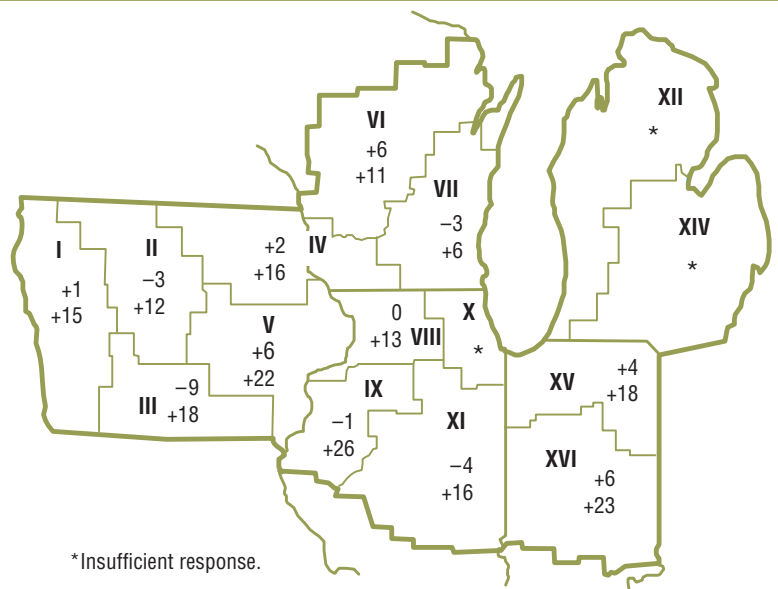 XII
*
VI
+6
+11
VII
−3
+6
XIV
*
I
+1
+15
II
−3
+12
IV
+2
+16
V
+6
+22
0
+13 VIII
X
*
III
−9
+18
IX
−1
+26
XI
−4
+16
XV
+4
+18
XVI
+6
+23
*Insufficient response.